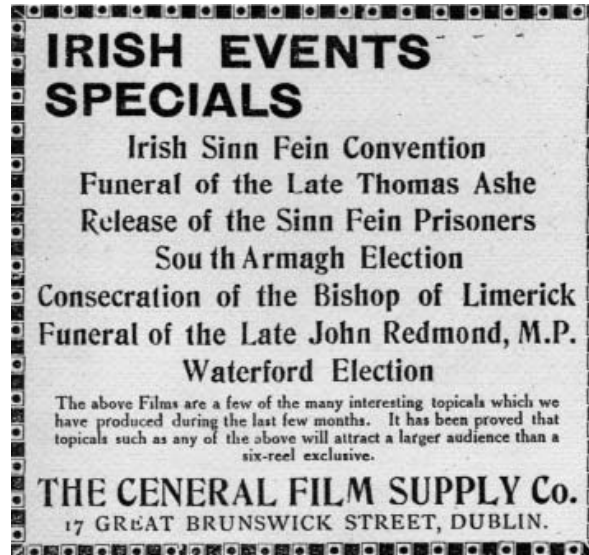 IRISH EVENTS
SPECIALS
Irish Sinn Fein Convention
Funeral of the Late Thomas Ashe
Release of the Sinn Fein Prisoners
South Armagh Election
Consecration of the Bishop of Limerick
Funeral of the Late John Redmond, M.P.
Waterford Election
The above Films are a few of the many interesting topicals which we
have produced during the last few months. It has been proved that
topicals such as any of the above will attract a larger audience than a
six-reel exclusive.
THE GENERAL FILM SUPPLY Co.
17 GREAT BRUNSWICK STREET, DUBLIN.